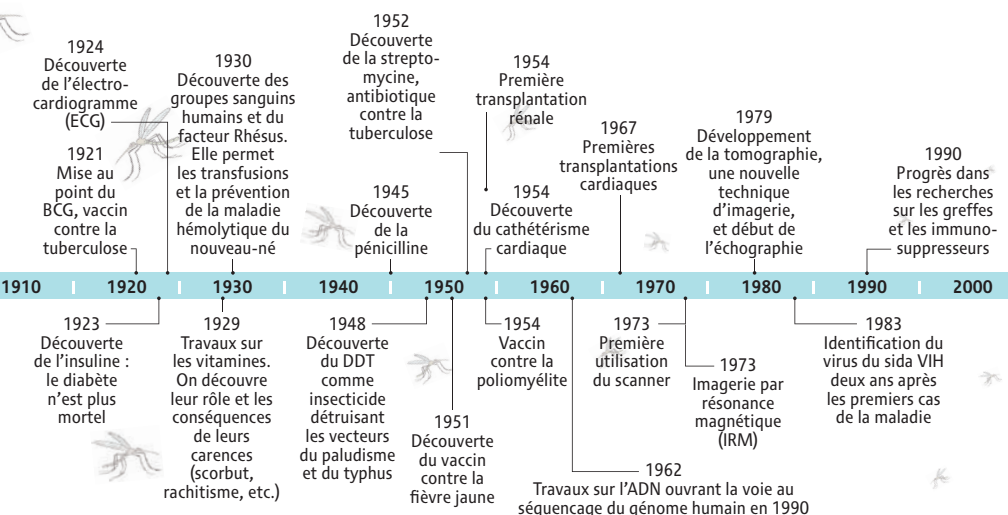 1924
Découverte
de l'électro-
cardiogramme
(ECG)
1921
Mise au
point du
BCG, vaccin
contre la
tuberculose
1930
Découverte des
groupes sanguins
humains et du
facteur Rhésus.
Elle permet
les transfusions
et la prévention
de la maladie
hémolytique du
nouveau-né
1952
Découverte
de la strepto-
mycine,
antibiotique
contre la
tuberculose
1945
Découverte
de la
pénicilline
1954
Première
transplantation
rénale
1954
Découverte
du cathétérisme
cardiaque
1967
Premières
transplantations
cardiaques
1979
Développement
de la tomographie,
une nouvelle
technique
d'imagerie,
et début de
l'échographie
1990
Progrès dans
les recherches
sur les greffes
et les immuno-
suppresseurs
1910 1920 1930 1940 1950 1960 1970 1980 1990 2000
1923
Découverte
de l'insuline :
le diabète
n'est plus
mortel
1929
Travaux sur
les vitamines.
On découvre
leur rôle et les
conséquences
de leurs
carences
(scorbut,
rachitisme, etc.)
1948
Découverte
du DDT
comme
insecticide
détruisant
les vecteurs
du paludisme
et du typhus
1951
Découverte
du vaccin
contre la
fièvre jaune
1954
Vaccin
contre la
poliomyélite
1962
Travaux sur l'ADN ouvrant la voie au
séquençage du génome humain en 1990
1973
Première
utilisation
du scanner
1973
Imagerie par
résonance
magnétique
(IRM)
1983
Identification du
virus du sida VIH
deux ans après
les premiers cas
de la maladie